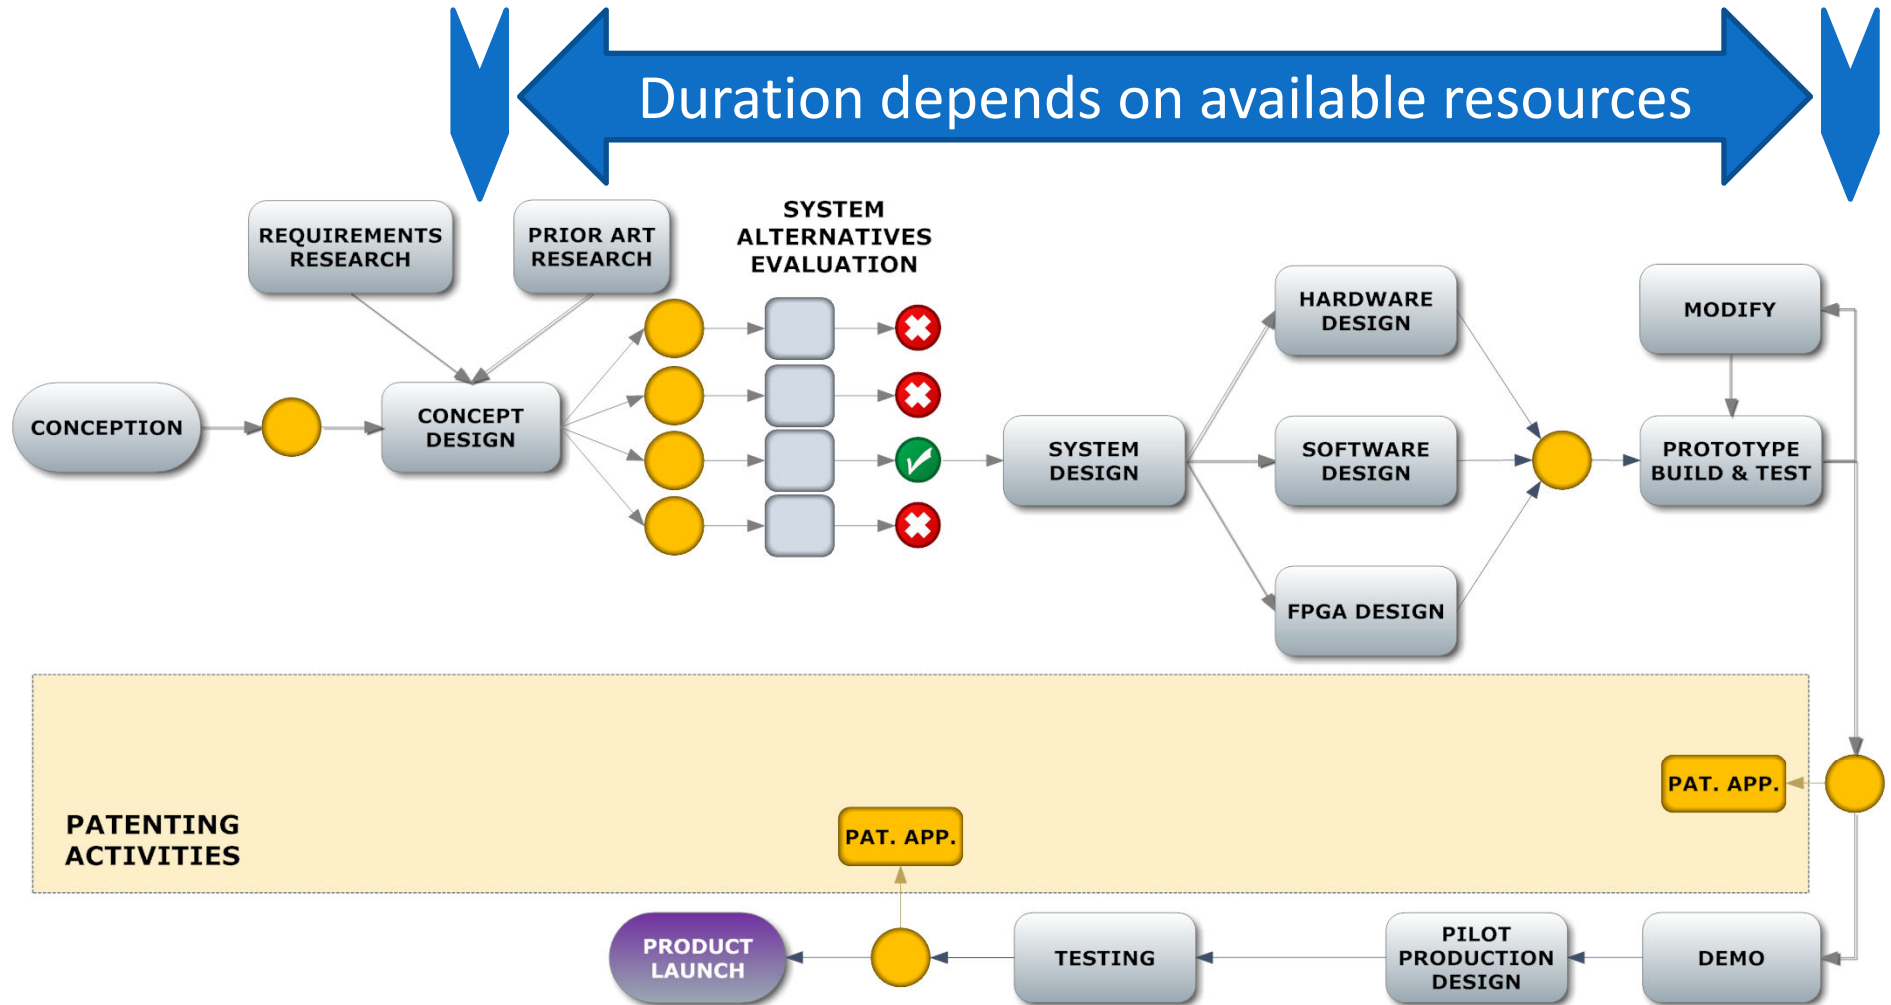 Duration depends on available resources
REQUIREMENTS
RESEARCH
PRIOR ART
RESEARCH
SYSTEM
ALTERNATIVES
EVALUATION
HARDWARE
DESIGN
MODIFY
CONCEPTION
CONCEPT
DESIGN
SYSTEM
DESIGN
SOFTWARE
DESIGN
PROTOTYPE
BUILD & TEST
FPGA DESIGN
PAT. APP.
PATENTING
ACTIVITIES
PAT. APP.
PRODUCT
LAUNCH
TESTING
PILOT
PRODUCTION
DESIGN
DEMO